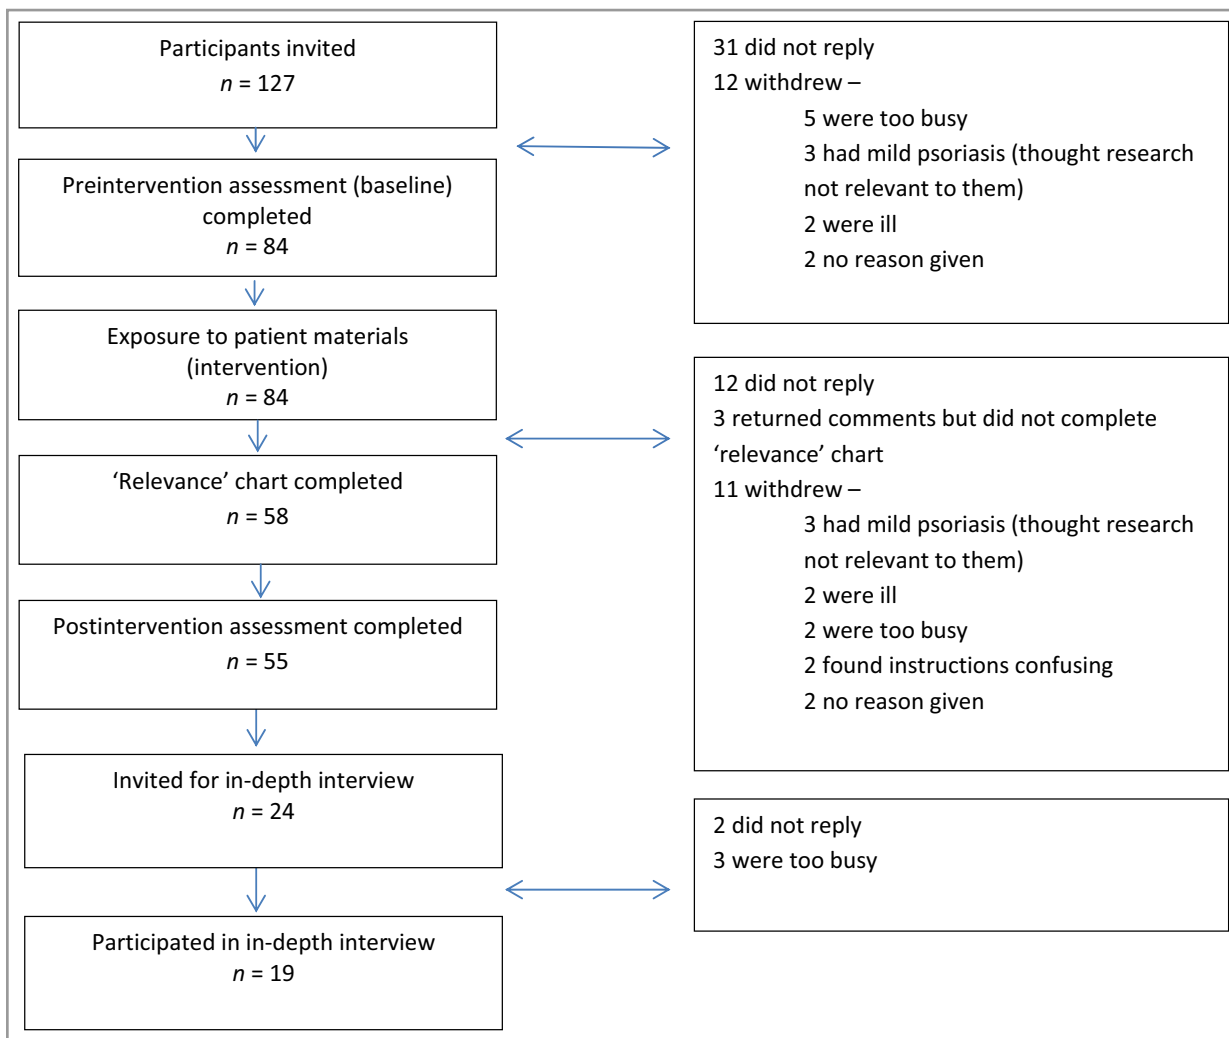 Participants invited
n = 127
31 did not reply
12 withdrew –
5 were too busy
3 had mild psoriasis (thought research
not relevant to them)
2 were ill
2 no reason given
Preintervention assessment (baseline)
completed
n = 84
Exposure to patient materials
(intervention)
n = 84
12 did not reply
3 returned comments but did not complete
‘relevance’ chart
11 withdrew –
3 had mild psoriasis (thought research
not relevant to them)
2 were ill
2 were too busy
2 found instructions confusing
2 no reason given
‘Relevance’ chart completed
n = 58
Postintervention assessment completed
n = 55
Invited for in-depth interview
n = 24
2 did not reply
3 were too busy
Participated in in-depth interview
n = 19